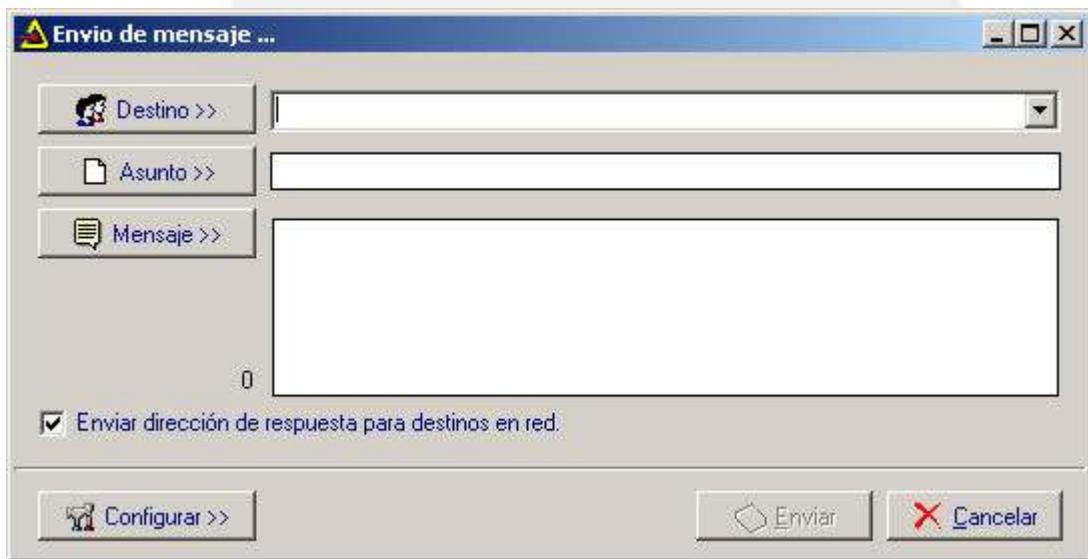 Envio de mensaje ...
Destino >>
Asunto >>
Mensaje >>
0
Enviar dirección de respuesta para destinos en red.
Configurar >>
Enviar
Cancelar